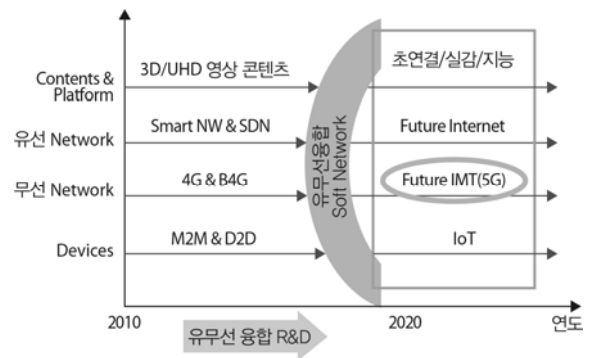 Contents &
Platform
3D/UHD 영상 콘텐츠
초연결/실감/지능
유선 Network
Smart NW & SDN
Future Internet
무선 Network
4G & B4G
Future IMT(5G)
Devices
M2M & D2D
IoT
유무선융합
Soft Network
2010
2020
연도
유무선 융합 R&D